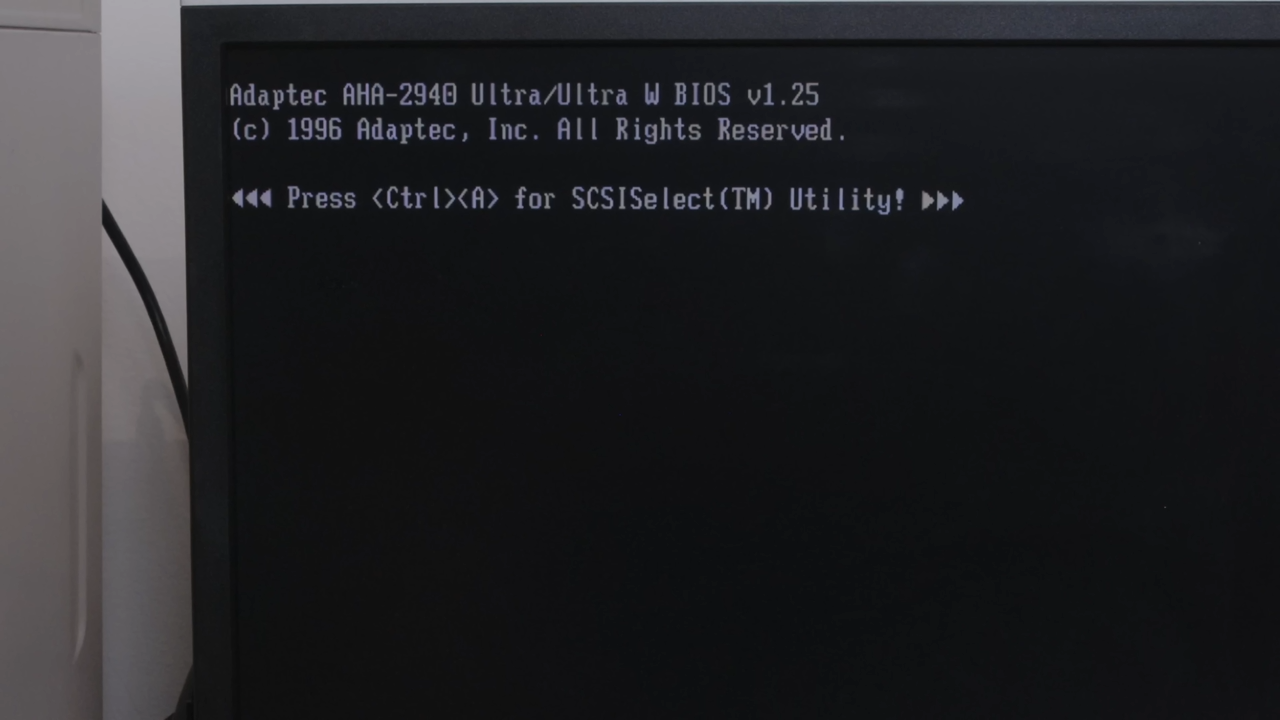 Adaptec AHA-2940 Ultra/Ultra W BIOS v1.25
(c) 1996 Adaptec, Inc. All Rights Reserved.
◄◄◄ Press <Ctrl><A> for SCSISelect(TM) Utility! ►►►